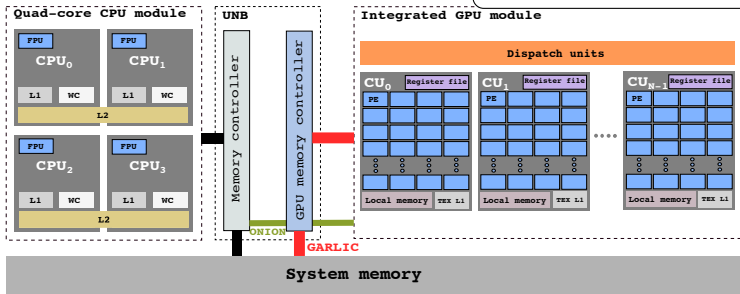 Quad-core CPU module
FPU
CPU0
L1 WC
FPU
CPU1
L1 WC
L2
FPU
CPU2
L1 WC
FPU
CPU3
L1 WC
L2
UNB
Memory controller
GPU memory controller
ONION
GARLIC
Integrated GPU module
Dispatch units
CU0 Register file
PE
Local memory TEX L1
CU1 Register file
PE
Local memory TEX L1
CUN-1 Register file
PE
Local memory TEX L1
System memory